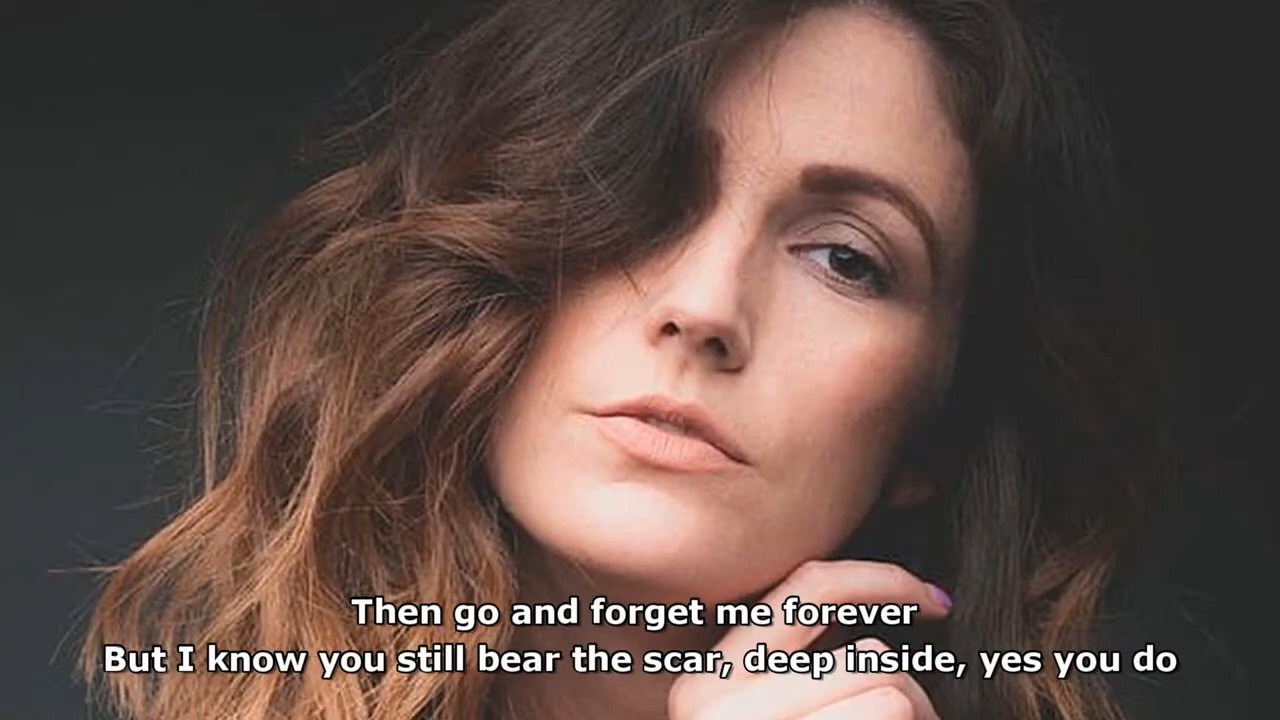 Then go and forget me forever
But I know you still bear the scar, deep inside, yes you do